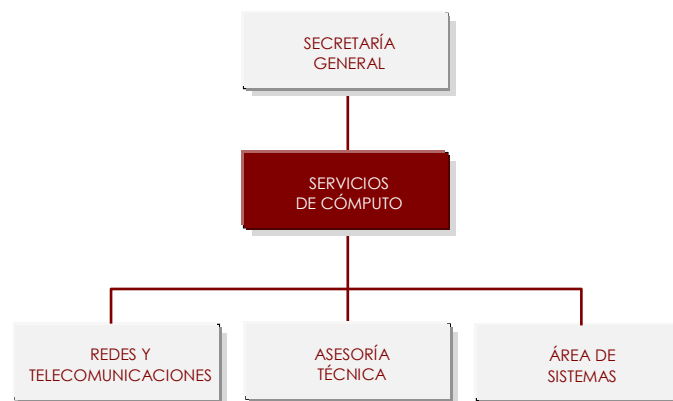 SECRETARÍA
GENERAL
SERVICIOS
DE CÓMPUTO
REDES Y
TELECOMUNICACIONES
ASESORÍA
TÉCNICA
ÁREA DE
SISTEMAS